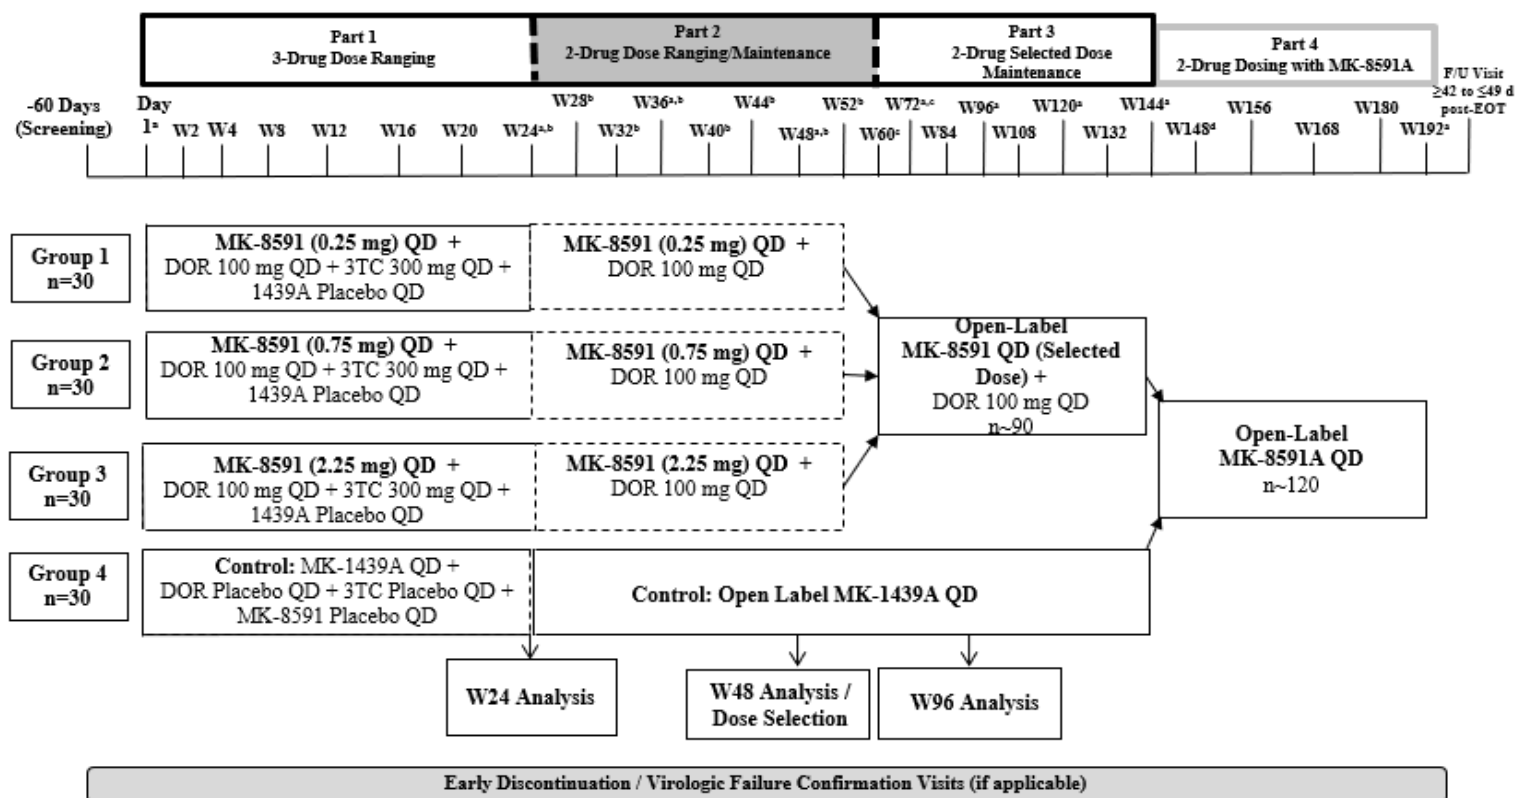 Part 1
3-Drug Dose Ranging
Part 2
2-Drug Dose Ranging/Maintenance
Part 3
2-Drug Selected Dose
Maintenance
Part 4
2-Drug Dosing with MK-8591A
F/U Visit
≥42 to ≤49 d
post-EOT
-60 Days
(Screening)
Day
1ᵃ
W2
W4
W8
W12
W16
W20
W24ᵃ,ᵇ
W28ᵇ
W32ᵇ
W36ᵃ,ᵇ
W40ᵇ
W44ᵇ
W48ᵃ,ᵇ
W52ᵇ
W60ᶜ
W72ᵃ,ᶜ
W84
W96ᵃ
W108
W120ᵃ
W132
W144ᵃ
W148ᵈ
W156
W168
W180
W192ᵃ
Group 1
n=30
MK-8591 (0.25 mg) QD +
DOR 100 mg QD + 3TC 300 mg QD +
1439A Placebo QD
MK-8591 (0.25 mg) QD +
DOR 100 mg QD
Group 2
n=30
MK-8591 (0.75 mg) QD +
DOR 100 mg QD + 3TC 300 mg QD +
1439A Placebo QD
MK-8591 (0.75 mg) QD +
DOR 100 mg QD
Group 3
n=30
MK-8591 (2.25 mg) QD +
DOR 100 mg QD + 3TC 300 mg QD +
1439A Placebo QD
MK-8591 (2.25 mg) QD +
DOR 100 mg QD
Open-Label
MK-8591 QD (Selected
Dose) +
DOR 100 mg QD
n~90
Open-Label
MK-8591A QD
n~120
Group 4
n=30
Control: MK-1439A QD +
DOR Placebo QD + 3TC Placebo QD +
MK-8591 Placebo QD
Control: Open Label MK-1439A QD
W24 Analysis
W48 Analysis /
Dose Selection
W96 Analysis
Early Discontinuation / Virologic Failure Confirmation Visits (if applicable)